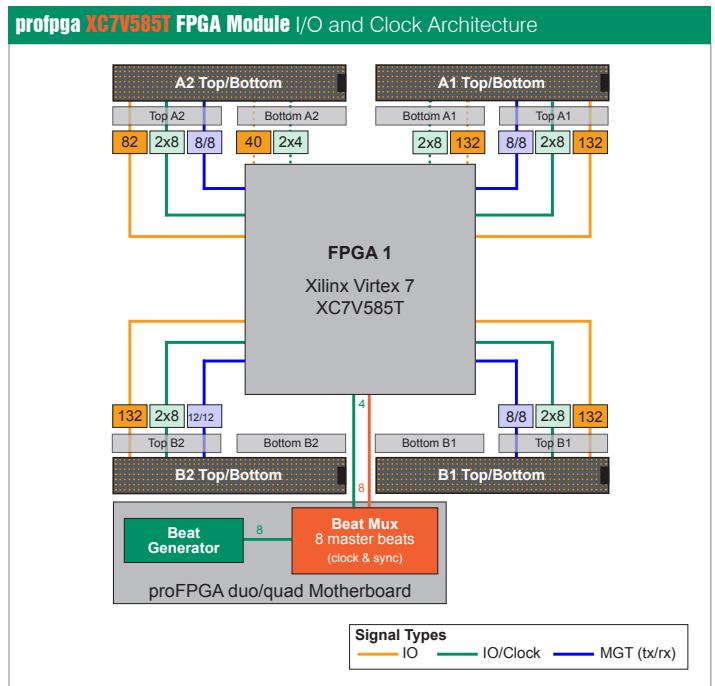 profpga XC7V585T FPGA Module I/O and Clock Architecture
A2 Top/Bottom
A1 Top/Bottom
Top A2
Bottom A2
Bottom A1
Top A1
82
2x8
8/8
40
2x4
2x8
132
8/8
2x8
132
FPGA 1
Xilinx Virtex 7
XC7V585T
132
2x8
12/12
4
8/8
2x8
132
Top B2
Bottom B2
Bottom B1
Top B1
B2 Top/Bottom
B1 Top/Bottom
8
Beat
Generator
8
Beat Mux
8 master beats
(clock & sync)
proFPGA duo/quad Motherboard
Signal Types
IO
IO/Clock
MGT (tx/rx)